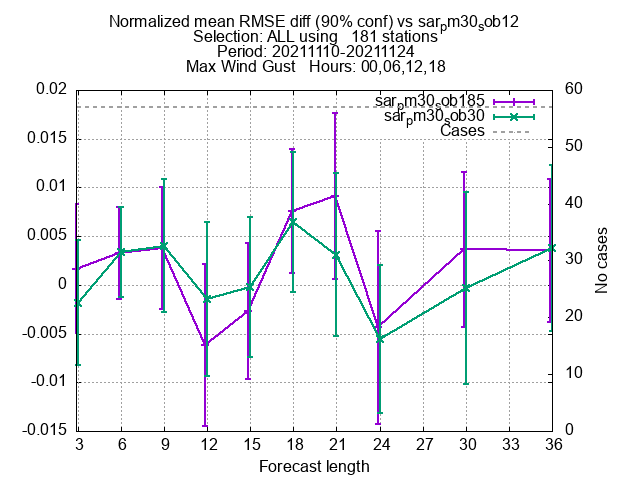 Normalized mean RMSE diff (90% conf) vs sarpm30sob12
Selection: ALL using 181 stations
Period: 20211110-20211124
Max Wind Gust Hours: 00,06,12,18
sarpm30sob185
sarpm30sob30
Cases
0.02
0.015
0.01
0.005
0
-0.005
-0.01
-0.015
60
50
40
30
20
10
0
No cases
3 6 9 12 15 18 21 24 27 30 33 36
Forecast length